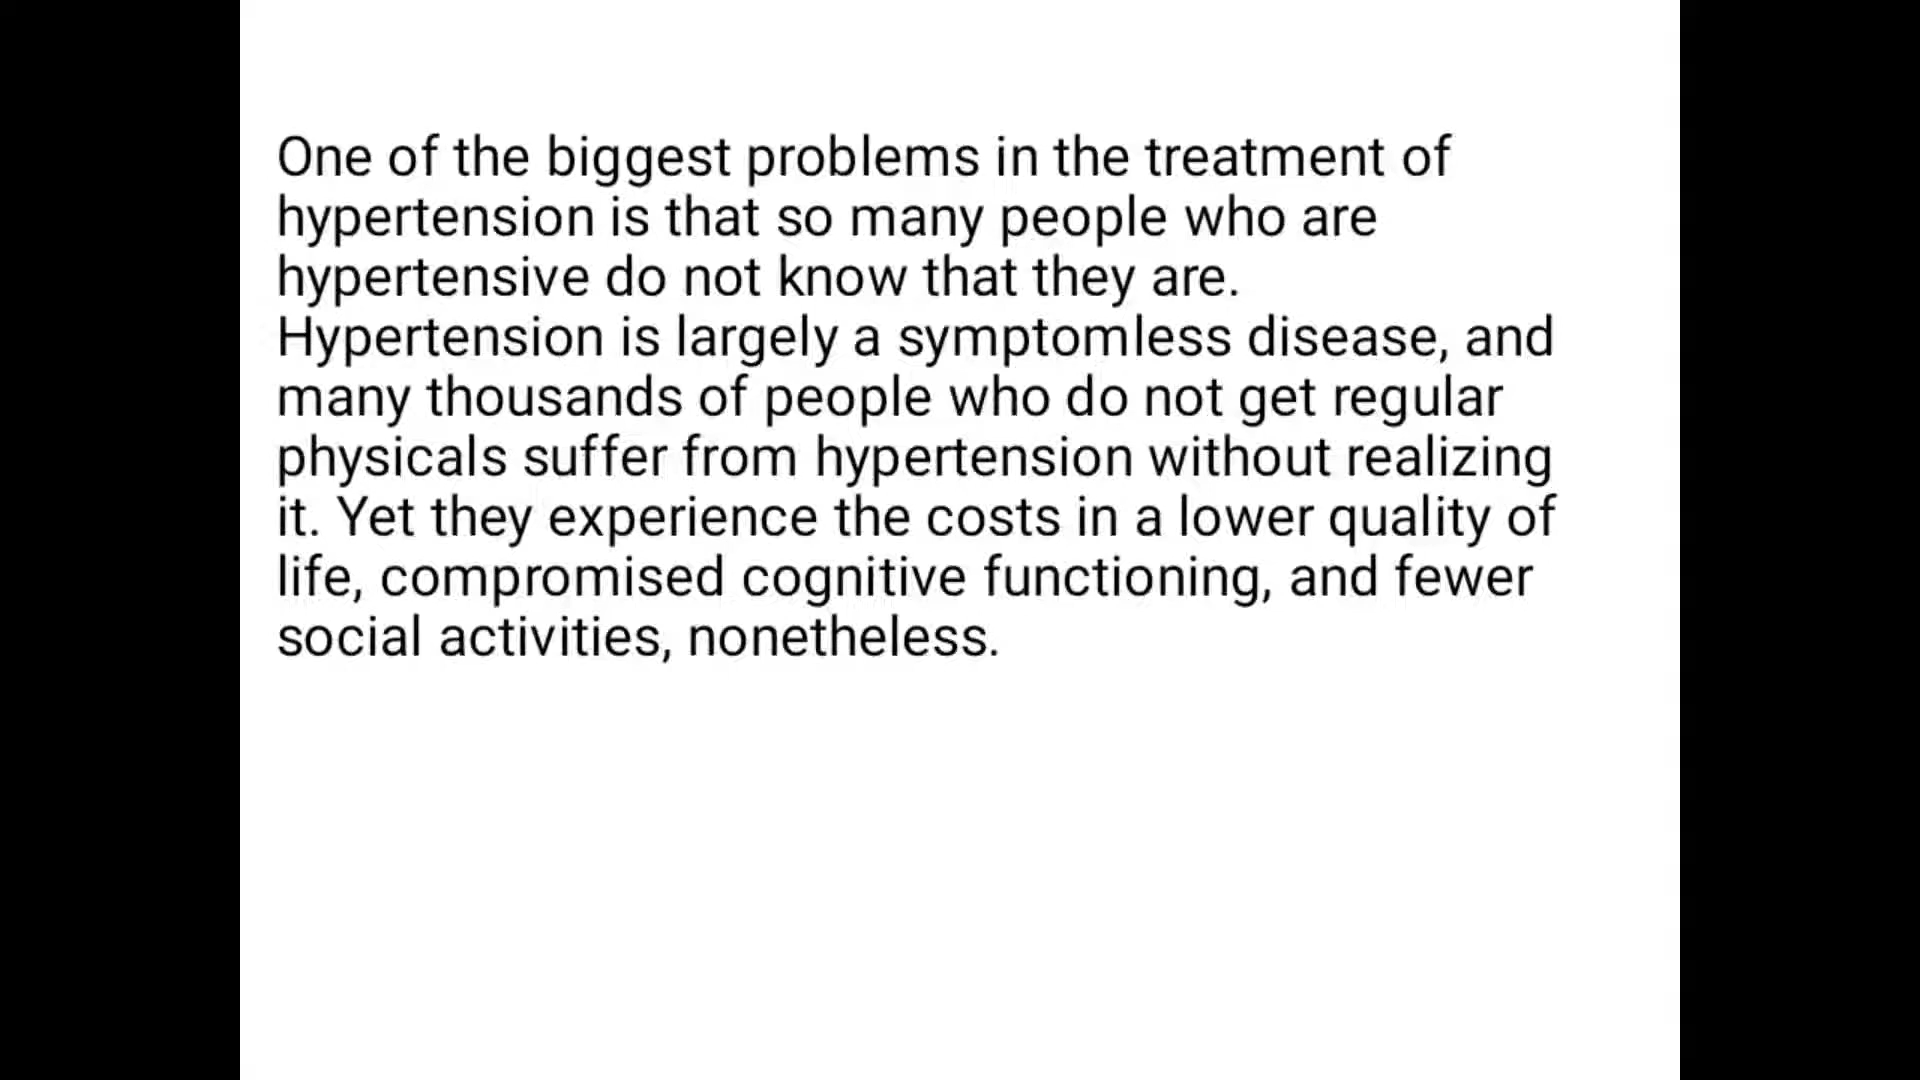 One of the biggest problems in the treatment of
hypertension is that so many people who are
hypertensive do not know that they are.
Hypertension is largely a symptomless disease, and
many thousands of people who do not get regular
physicals suffer from hypertension without realizing
it. Yet they experience the costs in a lower quality of
life, compromised cognitive functioning, and fewer
social activities, nonetheless.